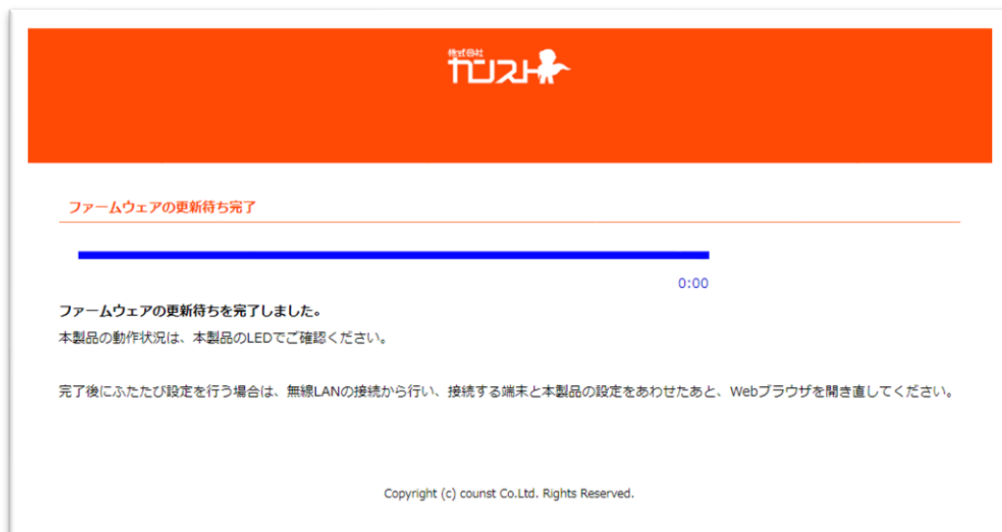 株式会社
カンスト
ファームウェアの更新待ち完了
0:00
ファームウェアの更新待ちを完了しました。
本製品の動作状況は、本製品のLEDでご確認ください。
完了後にふたたび設定を行う場合は、無線LANの接続から行い、接続する端末と本製品の設定をあわせたあと、Webブラウザを開き直してください。
Copyright (c) counst Co.Ltd. Rights Reserved.